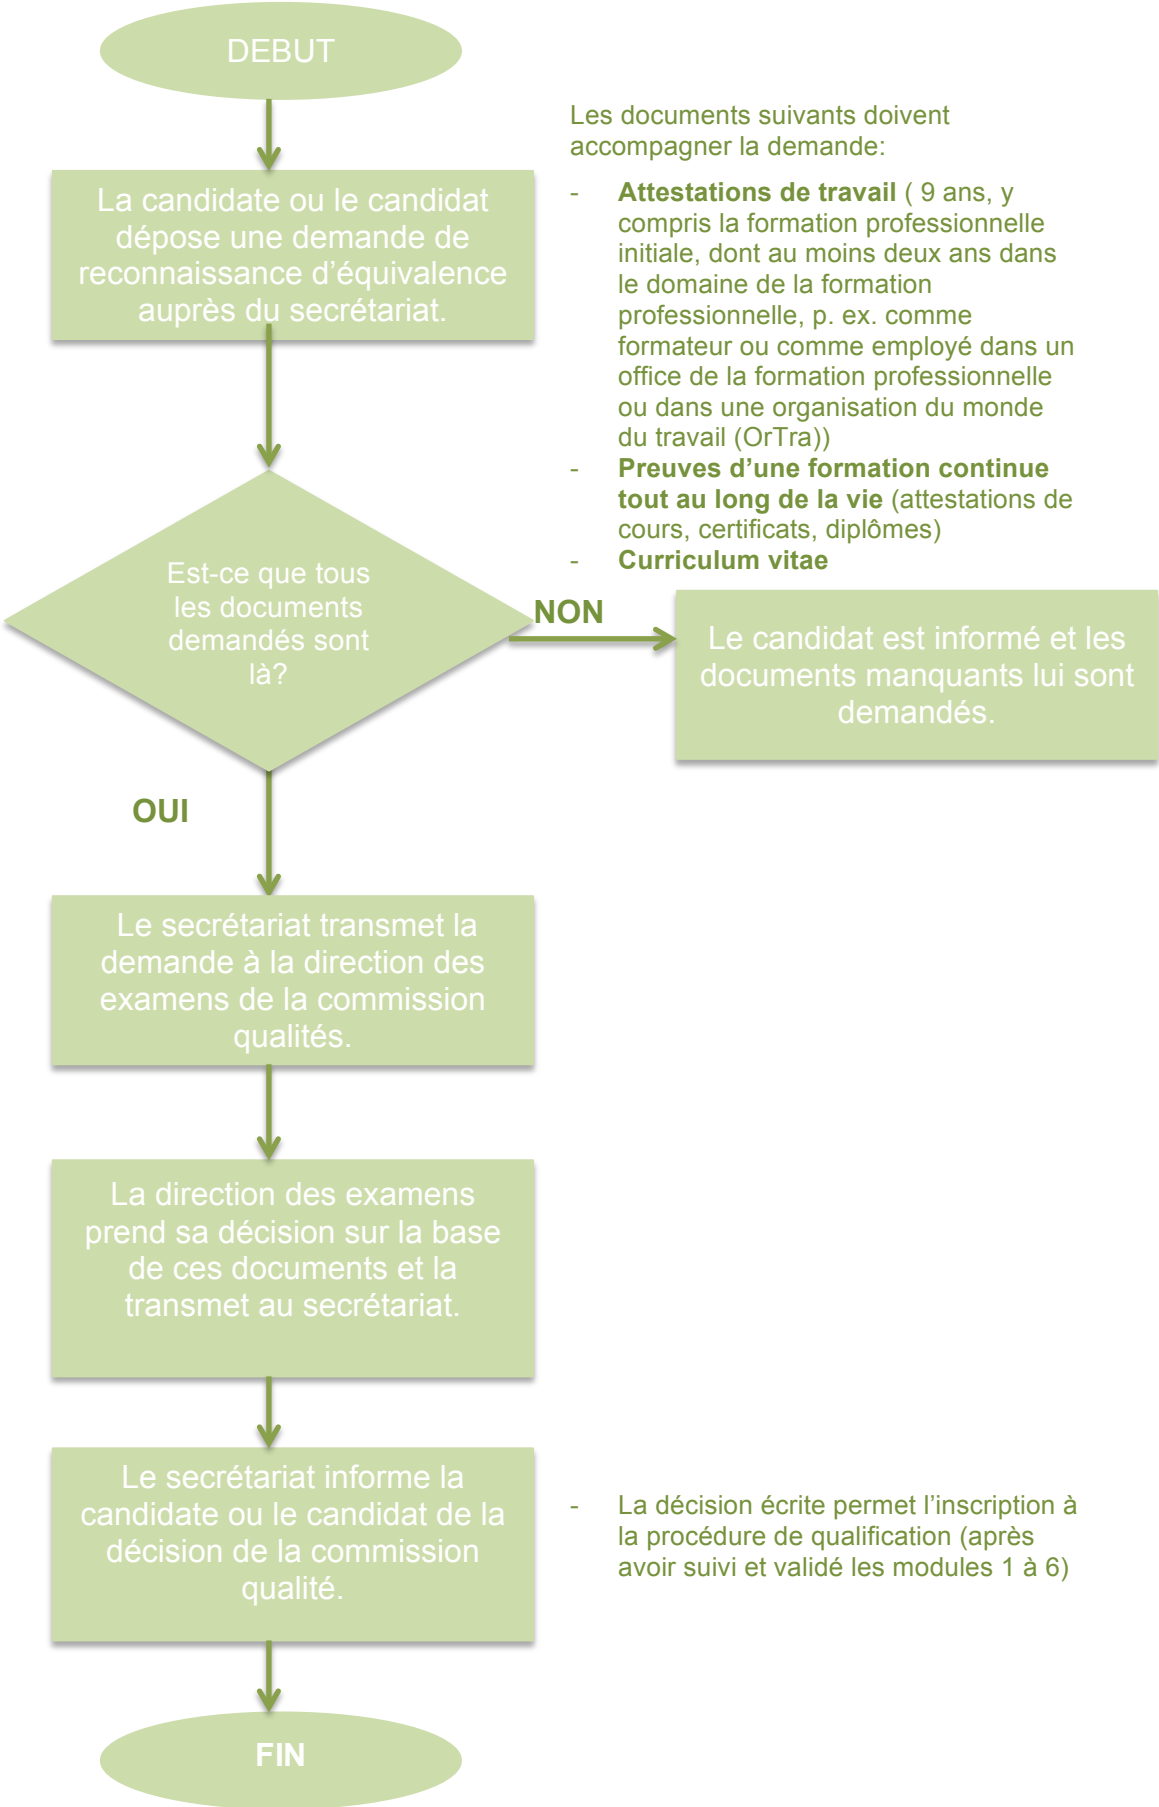 DEBUT
La candidate ou le candidat
dépose une demande de
reconnaissance d’équivalence
auprès du secrétariat.
Les documents suivants doivent
accompagner la demande:
- Attestations de travail ( 9 ans, y
compris la formation professionnelle
initiale, dont au moins deux ans dans
le domaine de la formation
professionnelle, p. ex. comme
formateur ou comme employé dans un
office de la formation professionnelle
ou dans une organisation du monde
du travail (OrTra))
- Preuves d’une formation continue
tout au long de la vie (attestations de
cours, certificats, diplômes)
- Curriculum vitae
Est-ce que tous
les documents
demandés sont
là?
NON
Le candidat est informé et les
documents manquants lui sont
demandés.
OUI
Le secrétariat transmet la
demande à la direction des
examens de la commission
qualités.
La direction des examens
prend sa décision sur la base
de ces documents et la
transmet au secrétariat.
Le secrétariat informe la
candidate ou le candidat de la
décision de la commission
qualité.
- La décision écrite permet l’inscription à
la procédure de qualification (après
avoir suivi et validé les modules 1 à 6)
FIN